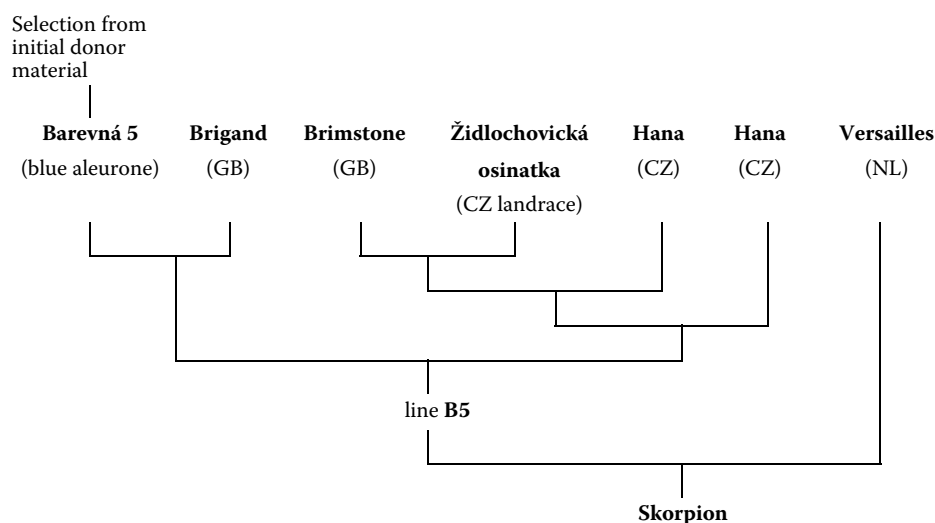 Selection from
initial donor
material
Barevná 5
(blue aleurone)
Brigand
(GB)
Brimstone
(GB)
Židlochovická
osinatka
(CZ landrace)
Hana
(CZ)
Hana
(CZ)
Versailles
(NL)
line B5
Skorpion